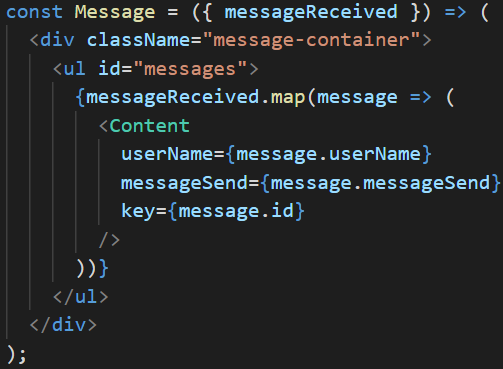 const Message = ({ messageReceived }) => (
  <div className="message-container">
    <ul id="messages">
      {messageReceived.map(message => (
        <Content
          userName={message.userName}
          messageSend={message.messageSend}
          key={message.id}
        />
      ))}
    </ul>
  </div>
);